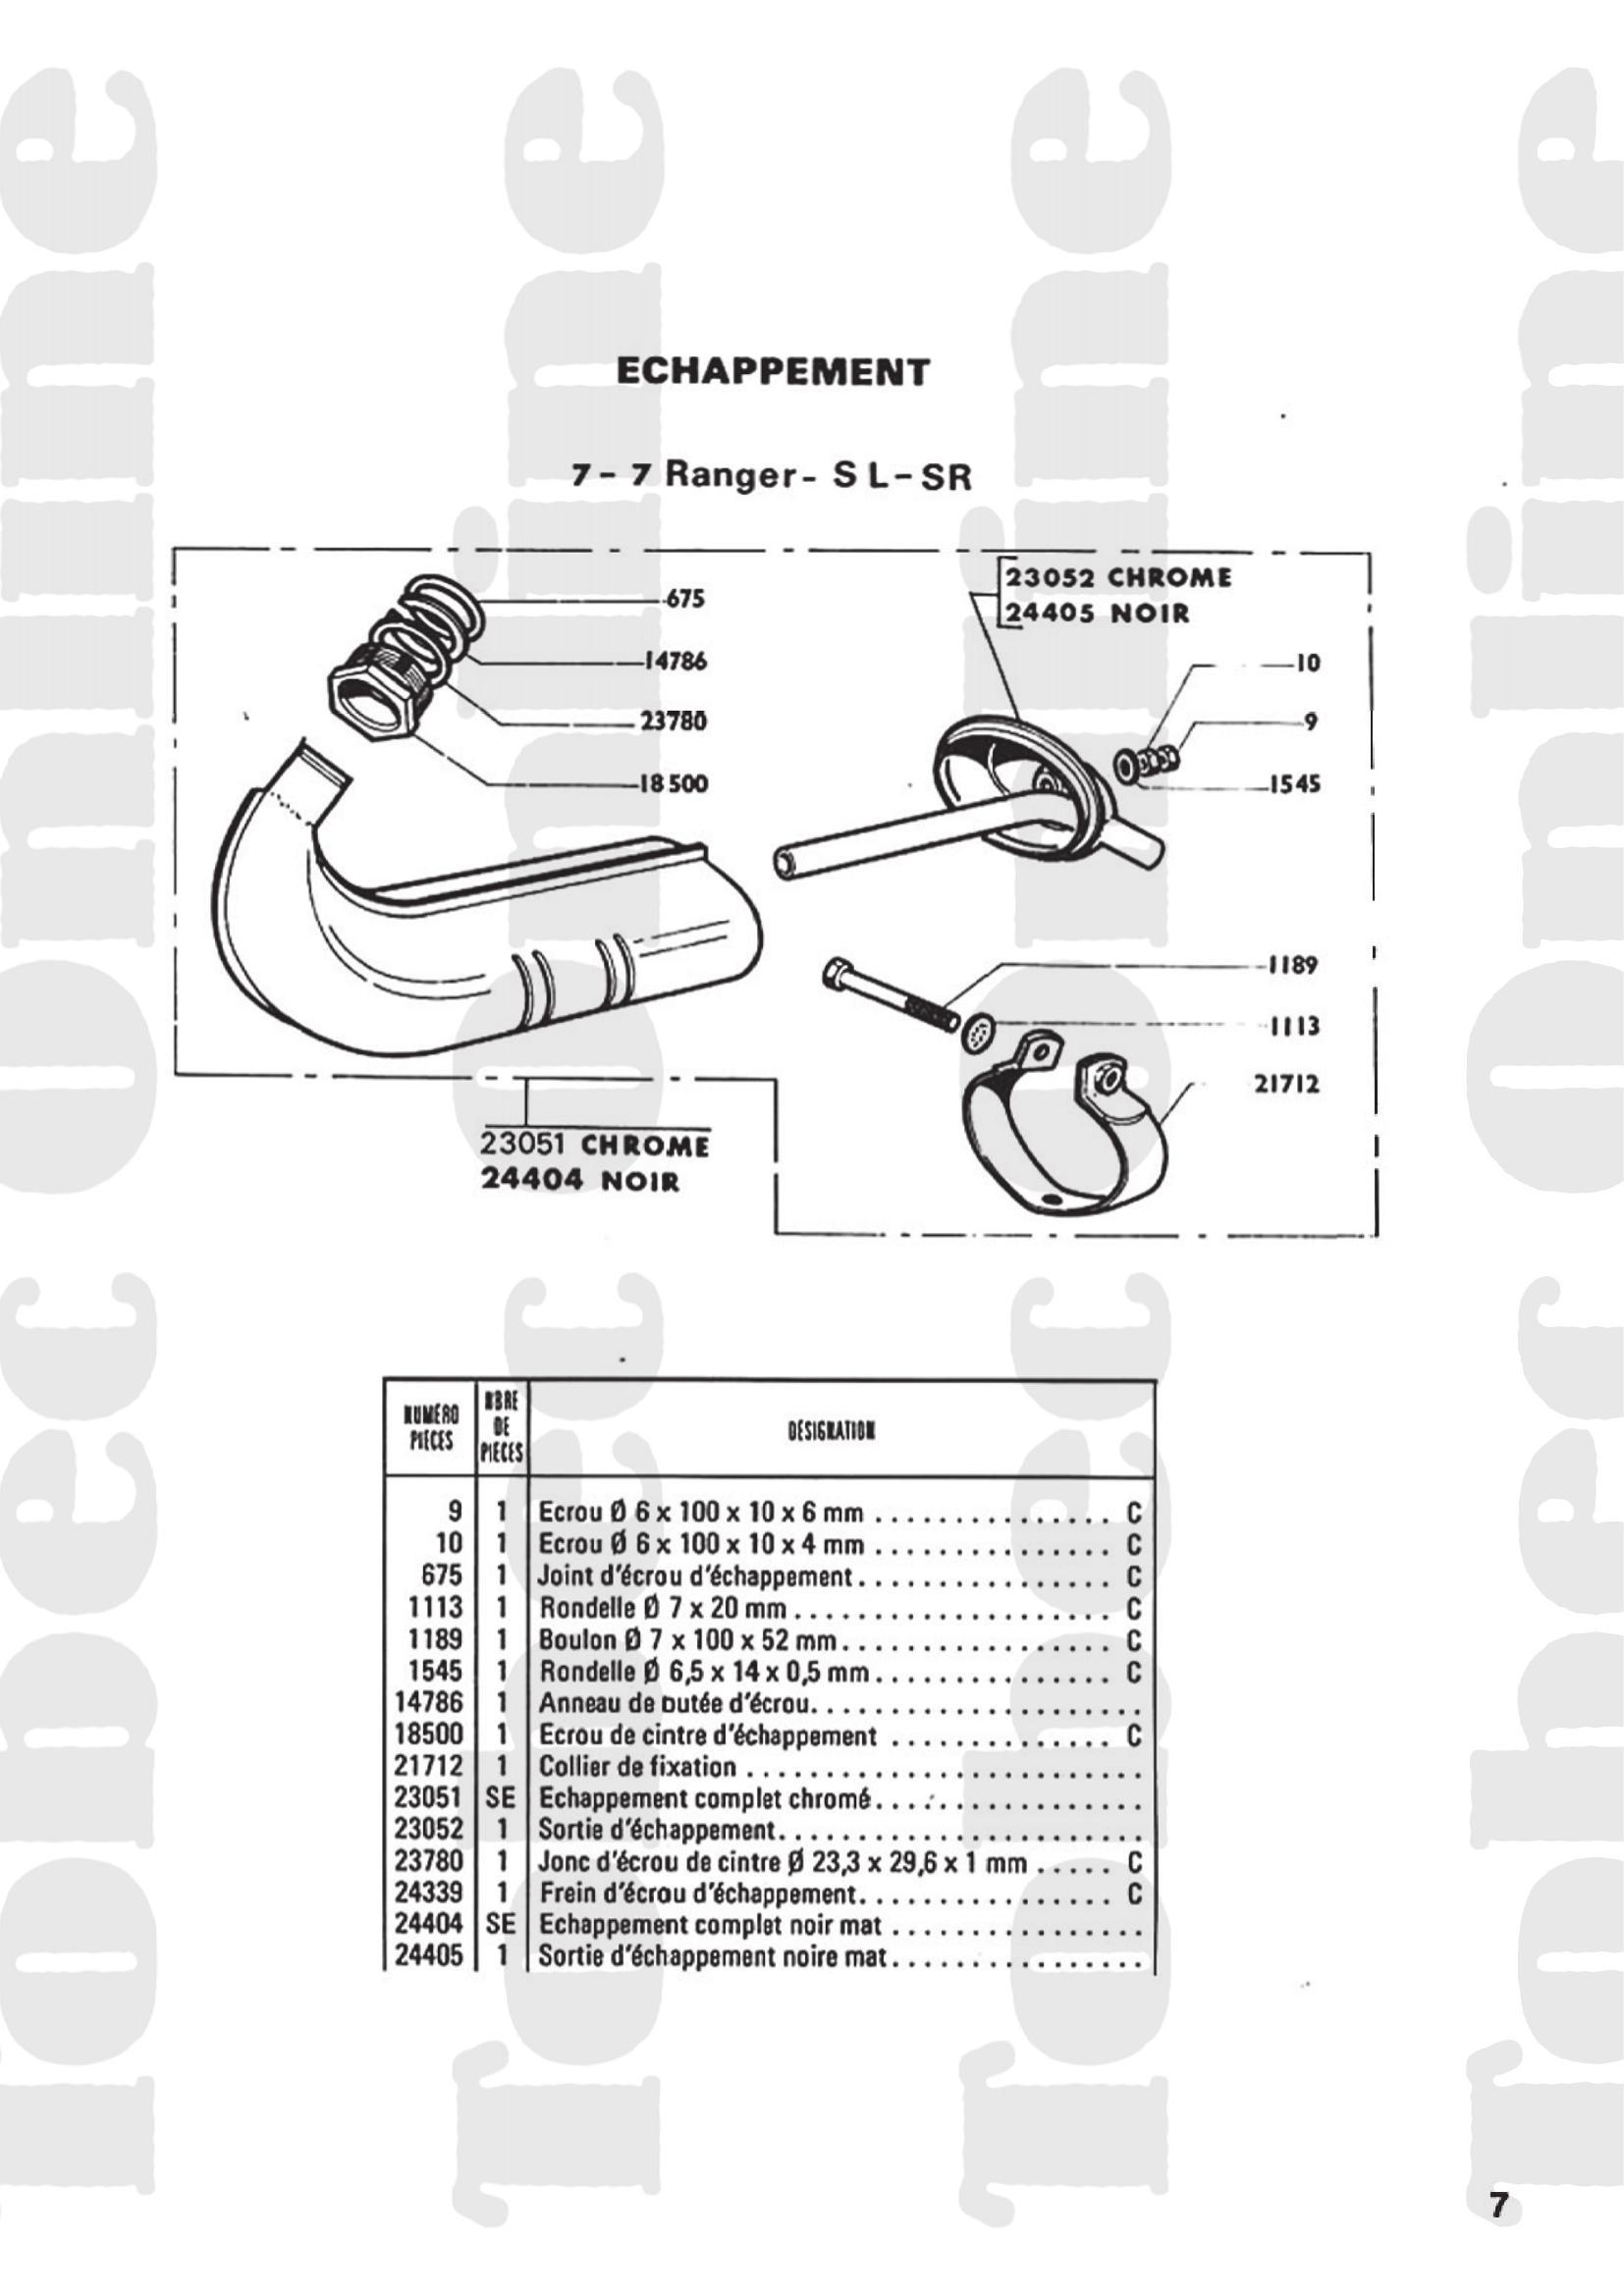 ECHAPPEMENT
7 - 7 Ranger - SL - SR
675
14786
23780
18500
23052 CHROME
24405 NOIR
10
9
1545
1189
1113
21712
23051 CHROME
24404 NOIR
NUMÉRO PIECES NBRE DE PIECES DÉSIGNATION
9 1 Ecrou Ø 6 x 100 x 10 x 6 mm . . . . . . . . . . . . . . . C
10 1 Ecrou Ø 6 x 100 x 10 x 4 mm . . . . . . . . . . . . . . . C
675 1 Joint d'écrou d'échappement . . . . . . . . . . . . . . . . C
1113 1 Rondelle Ø 7 x 20 mm . . . . . . . . . . . . . . . . . . . . C
1189 1 Boulon Ø 7 x 100 x 52 mm . . . . . . . . . . . . . . . . . C
1545 1 Rondelle Ø 6,5 x 14 x 0,5 mm . . . . . . . . . . . . . . . C
14786 1 Anneau de butée d'écrou . . . . . . . . . . . . . . . . . . . . .
18500 1 Ecrou de cintre d'échappement . . . . . . . . . . . . . . C
21712 1 Collier de fixation . . . . . . . . . . . . . . . . . . . . . . . . .
23051 SE Echappement complet chromé . . . . . . . . . . . . . . . . .
23052 1 Sortie d'échappement . . . . . . . . . . . . . . . . . . . . . . .
23780 1 Jonc d'écrou de cintre Ø 23,3 x 29,6 x 1 mm . . . . . C
24339 1 Frein d'écrou d'échappement . . . . . . . . . . . . . . . . C
24404 SE Echappement complet noir mat . . . . . . . . . . . . . . . .
24405 1 Sortie d'échappement noire mat . . . . . . . . . . . . . . . .
7